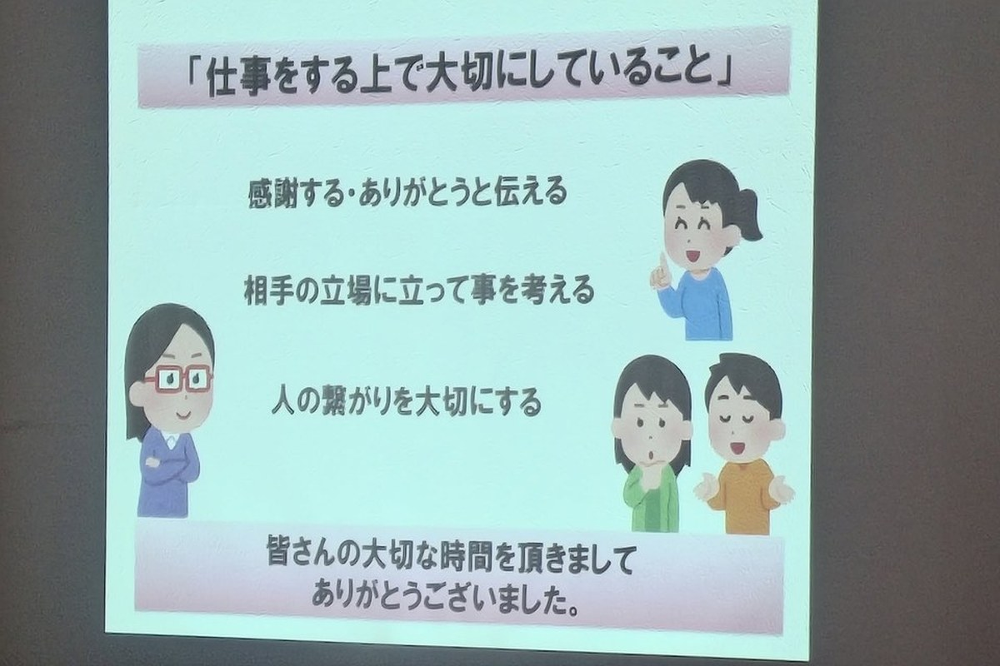 「仕事をする上で大切にしていること」
感謝する・ありがとうと伝える
相手の立場に立って事を考える
人の繋がりを大切にする
皆さんの大切な時間を頂きまして
ありがとうございました。